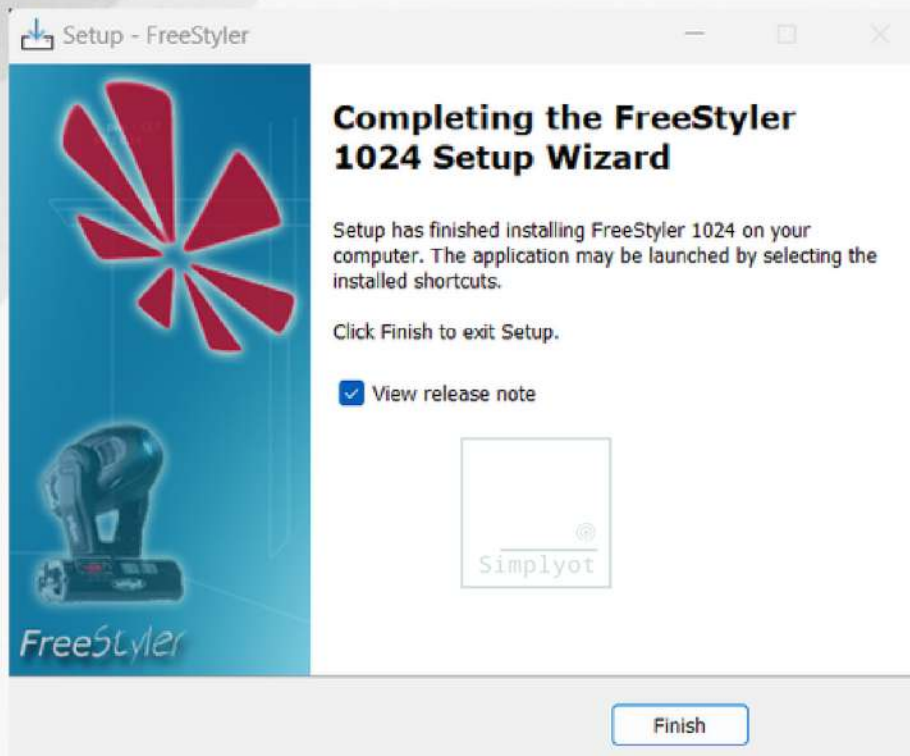 Setup - FreeStyler
Completing the FreeStyler
1024 Setup Wizard
Setup has finished installing FreeStyler 1024 on your
computer. The application may be launched by selecting the
installed shortcuts.
Click Finish to exit Setup.
View release note
Simplyot
FreeStyler
Finish